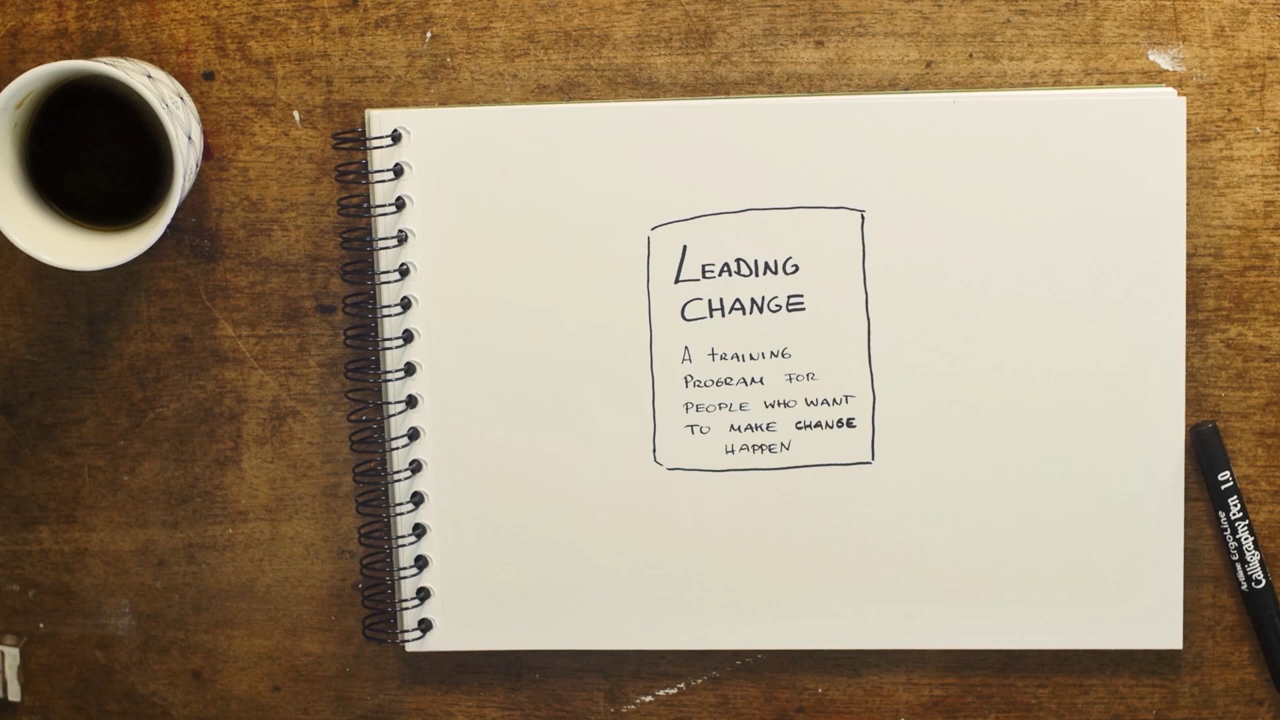 LEADING
CHANGE
A TRAINING
PROGRAM FOR
PEOPLE WHO WANT
TO MAKE CHANGE
HAPPEN
Artline ErgoLine
Calligraphy Pen 1.0